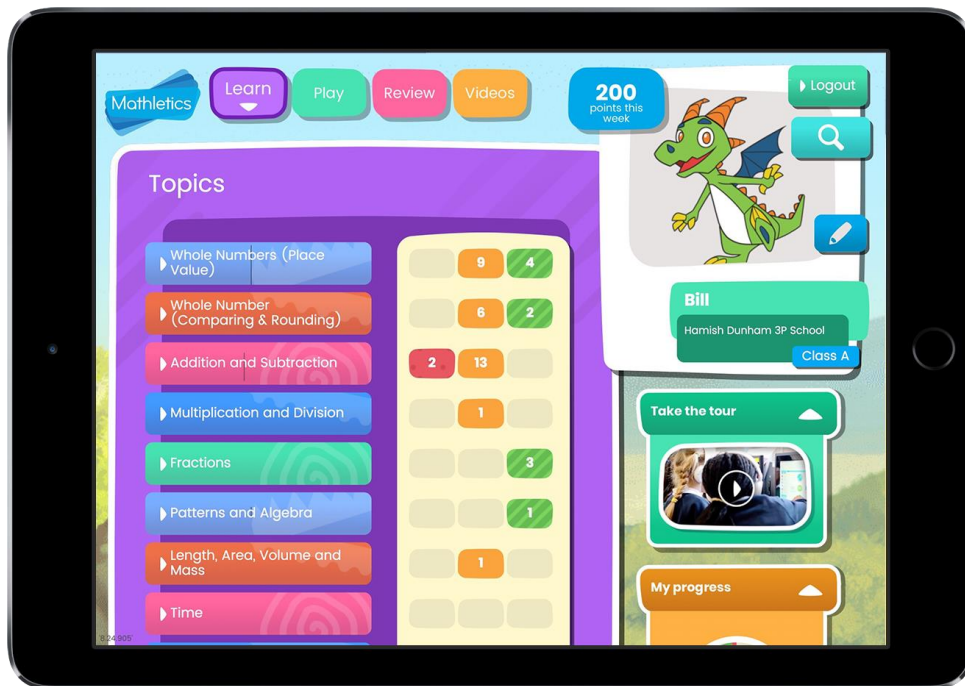 Mathletics
Learn
Play
Review
Videos
200
points this
week
Logout
Topics
Whole Numbers (Place
Value)
9
4
Whole Number
(Comparing & Rounding)
6
2
Addition and Subtraction
2
13
Multiplication and Division
1
Fractions
3
Patterns and Algebra
1
Length, Area, Volume and
Mass
1
Time
Bill
Hamish Dunham 3P School
Class A
Take the tour
My progress